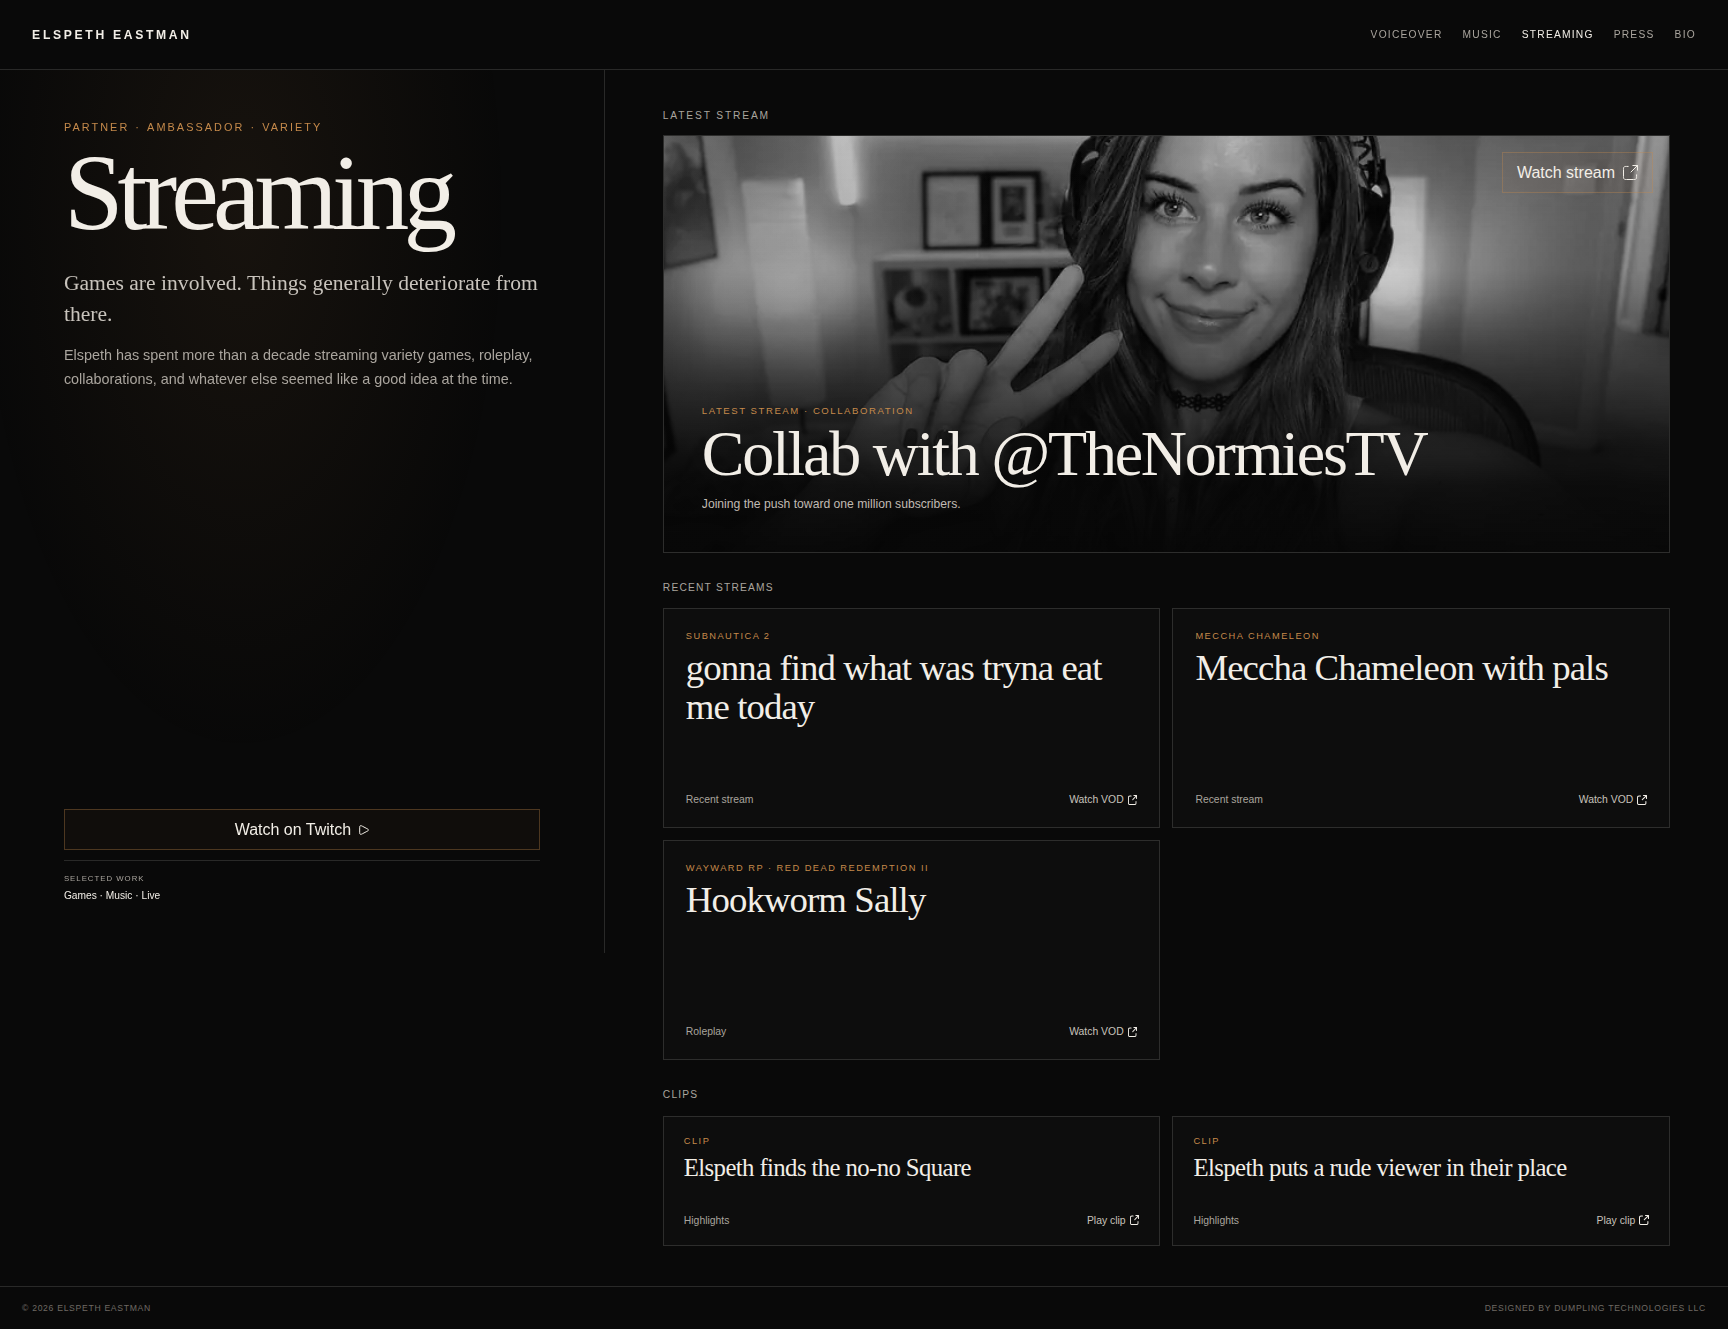 ELSPETH EASTMAN
VOICEOVER MUSIC STREAMING PRESS BIO
PARTNER · AMBASSADOR · VARIETY
Streaming
Games are involved. Things generally deteriorate from
there.
Elspeth has spent more than a decade streaming variety games, roleplay,
collaborations, and whatever else seemed like a good idea at the time.
Watch on Twitch
SELECTED WORK
Games · Music · Live
LATEST STREAM
Watch stream
LATEST STREAM · COLLABORATION
Collab with @TheNormiesTV
Joining the push toward one million subscribers.
RECENT STREAMS
SUBNAUTICA 2
gonna find what was tryna eat
me today
Recent stream
Watch VOD
MECCHA CHAMELEON
Meccha Chameleon with pals
Recent stream
Watch VOD
WAYWARD RP · RED DEAD REDEMPTION II
Hookworm Sally
Roleplay
Watch VOD
CLIPS
CLIP
Elspeth finds the no-no Square
Highlights
Play clip
CLIP
Elspeth puts a rude viewer in their place
Highlights
Play clip
© 2026 ELSPETH EASTMAN
DESIGNED BY DUMPLING TECHNOLOGIES LLC